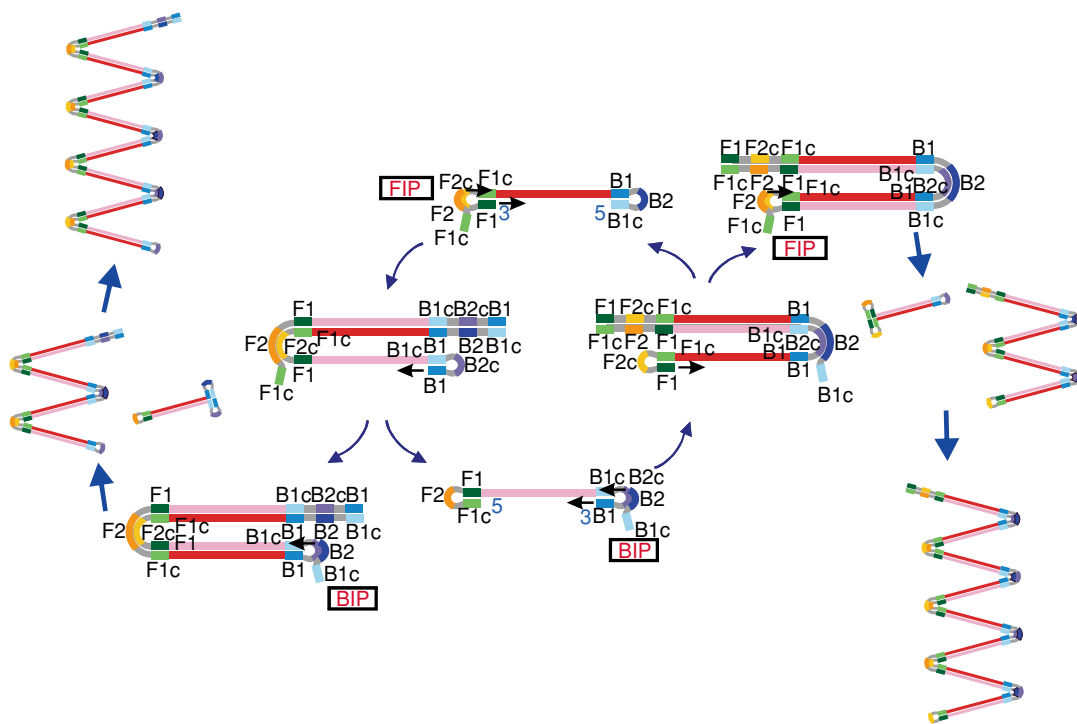 F1 F2c F1c B1
F1c F2 F1 F1c B1c B1 B2c B2
F2 B1c
F1c F1
FIP
FIP F2c F1c B1
F2 F1 3 5 B1c B2
F1c
F1 B1c B2c B1
F2 F1c B1 B2 B1c
F2c B1c B2c
F1 B1
F1c
F1 F2c F1c B1
F1c F2 F1 F1c B1c B1 B2c B2
F2c B1
F1 B1c
F2 F1 5 B1c B2c
F1c 3 B1 B2
B1c
BIP
F1 B1c B2c B1
F2 F2c F1c B1 B2 B1c
F1 B1c B2
F1c B1 B1c
BIP